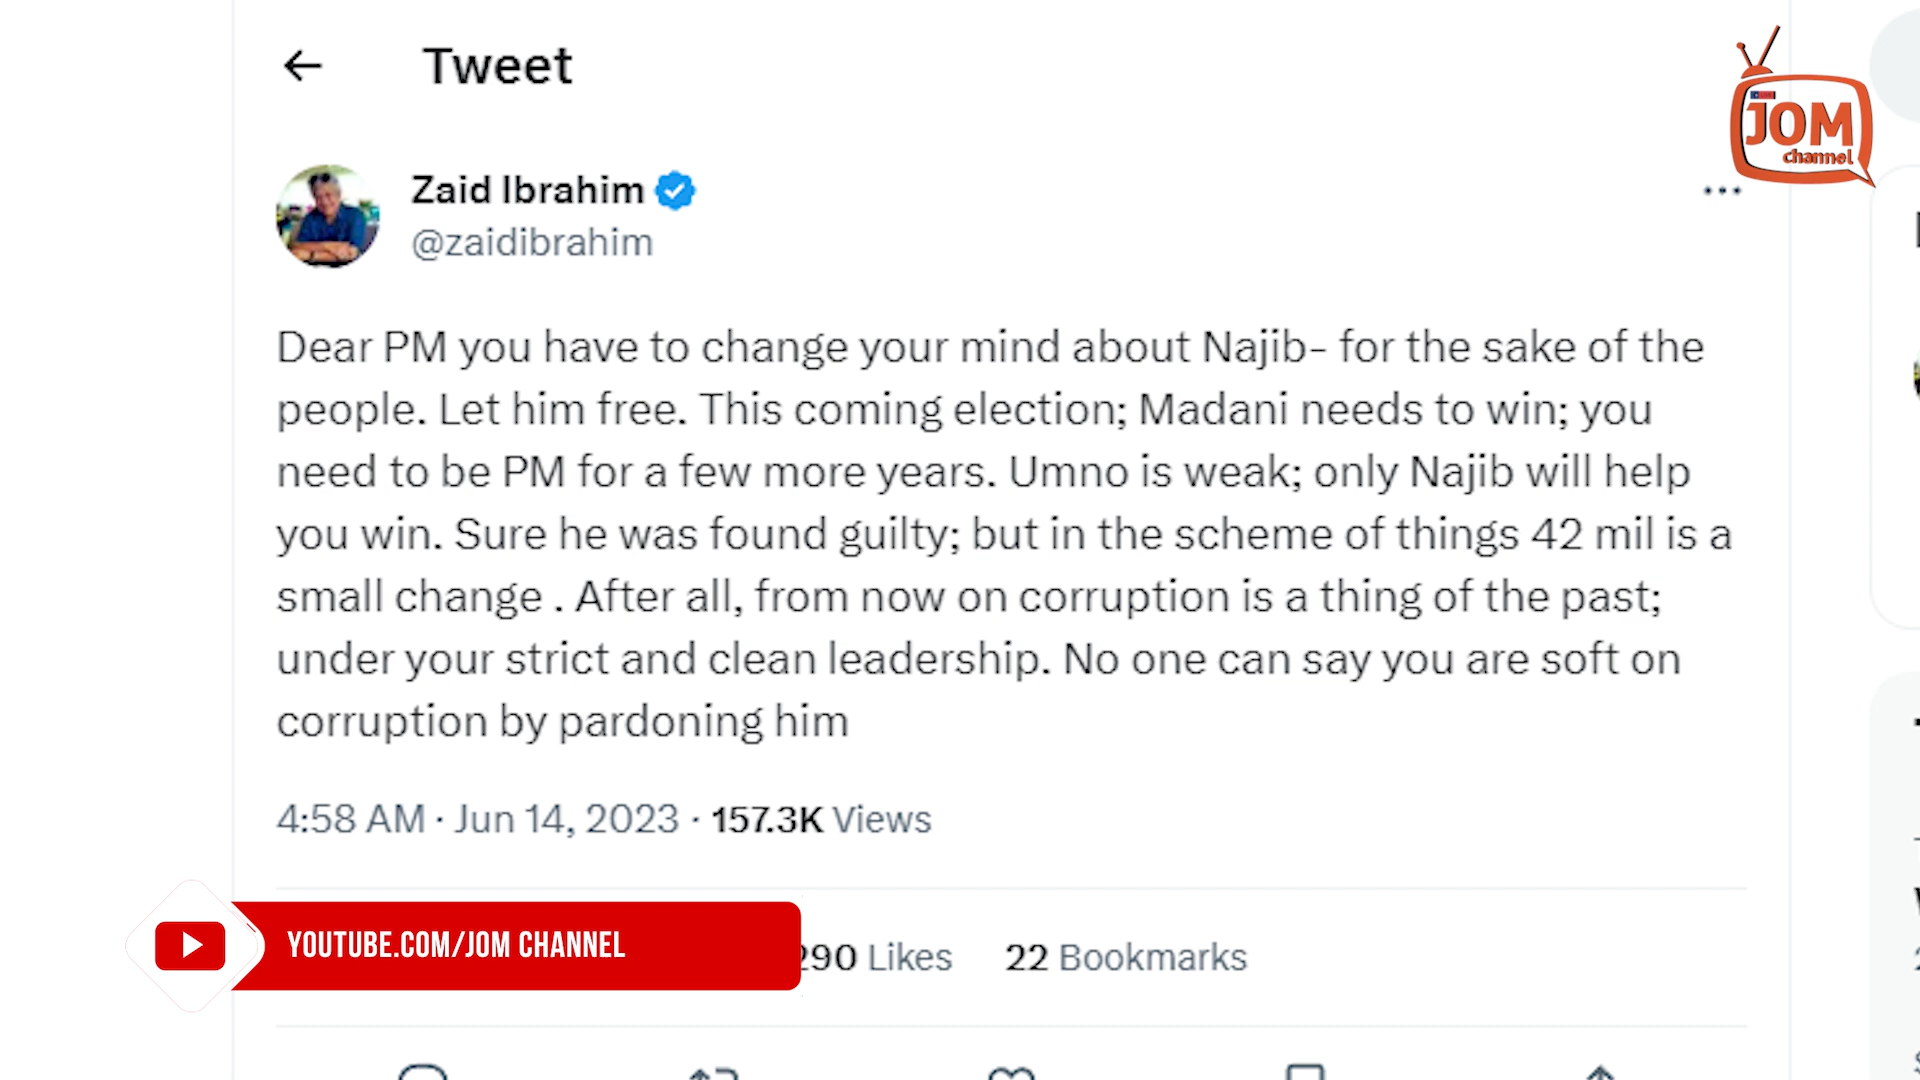 Tweet
JOM
channel
Zaid Ibrahim
@zaidibrahim
Dear PM you have to change your mind about Najib- for the sake of the
people. Let him free. This coming election; Madani needs to win; you
need to be PM for a few more years. Umno is weak; only Najib will help
you win. Sure he was found guilty; but in the scheme of things 42 mil is a
small change . After all, from now on corruption is a thing of the past;
under your strict and clean leadership. No one can say you are soft on
corruption by pardoning him
4:58 AM · Jun 14, 2023 · 157.3K Views
YOUTUBE.COM/JOM CHANNEL
290 Likes 22 Bookmarks